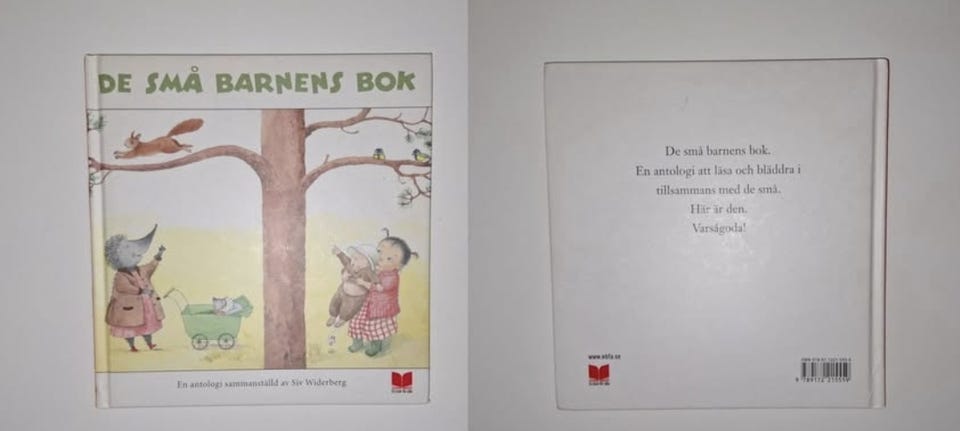 DE SMÅ BARNENS BOK
En antologi sammanställd av Siv Widerberg
De små barnens bok.
En antologi att läsa och bläddra i
tillsammans med de små.
Här är den.
Varsågoda!
www.ebfa.se